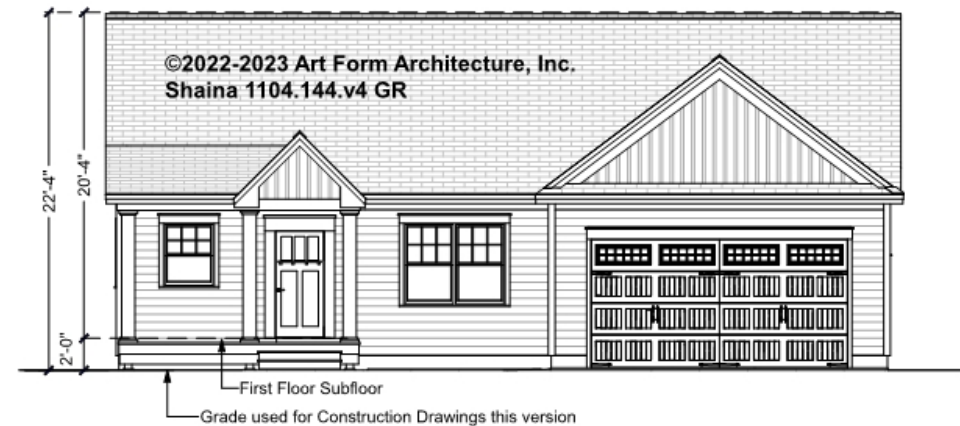 ©2022-2023 Art Form Architecture, Inc.
Shaina 1104.144.v4 GR
22'-4"
20'-4"
2'-0"
First Floor Subfloor
Grade used for Construction Drawings this version